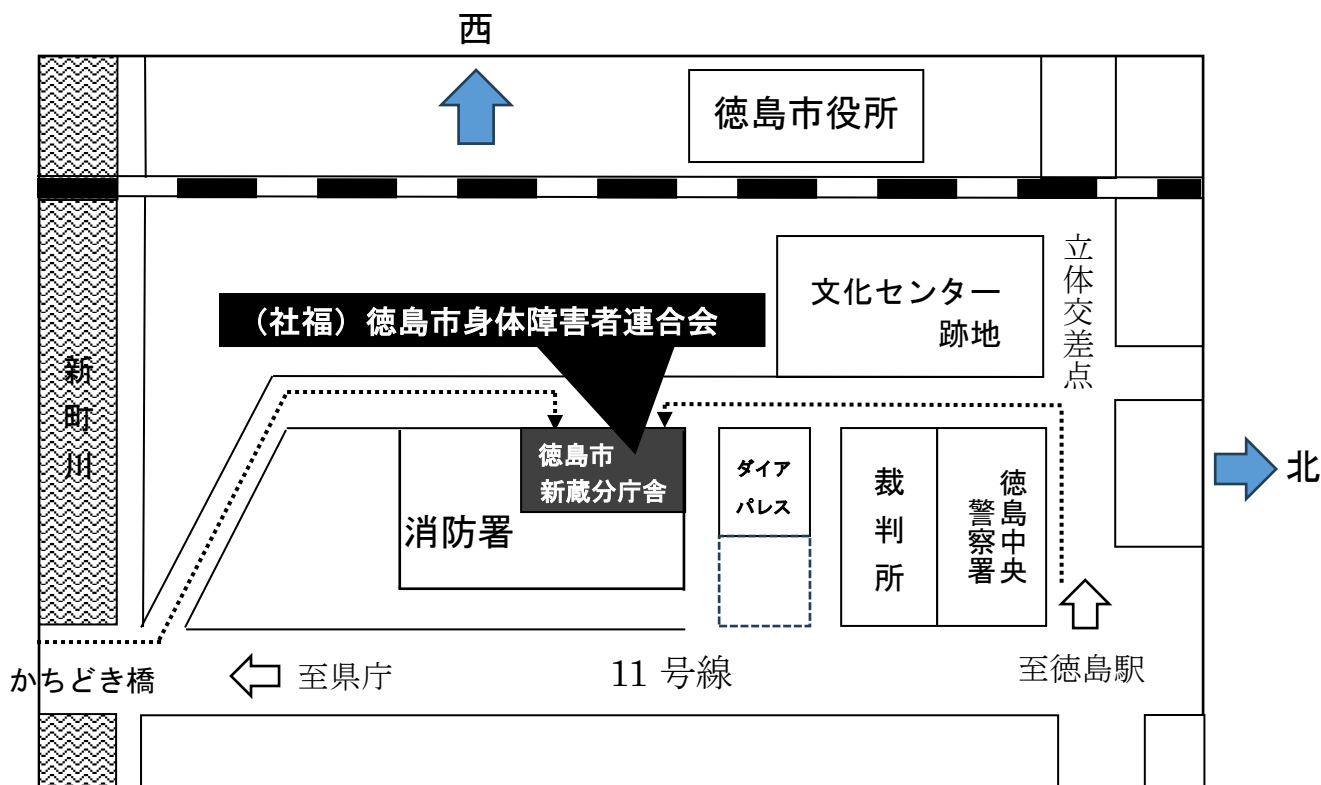 西
徳島市役所
立体交差点
文化センター
跡地
（社福）徳島市身体障害者連合会
新町川
徳島市
新蔵分庁舎
消防署
ダイア
パレス
裁判所
徳島中央
警察署
北
かちどき橋
至県庁
11 号線
至徳島駅